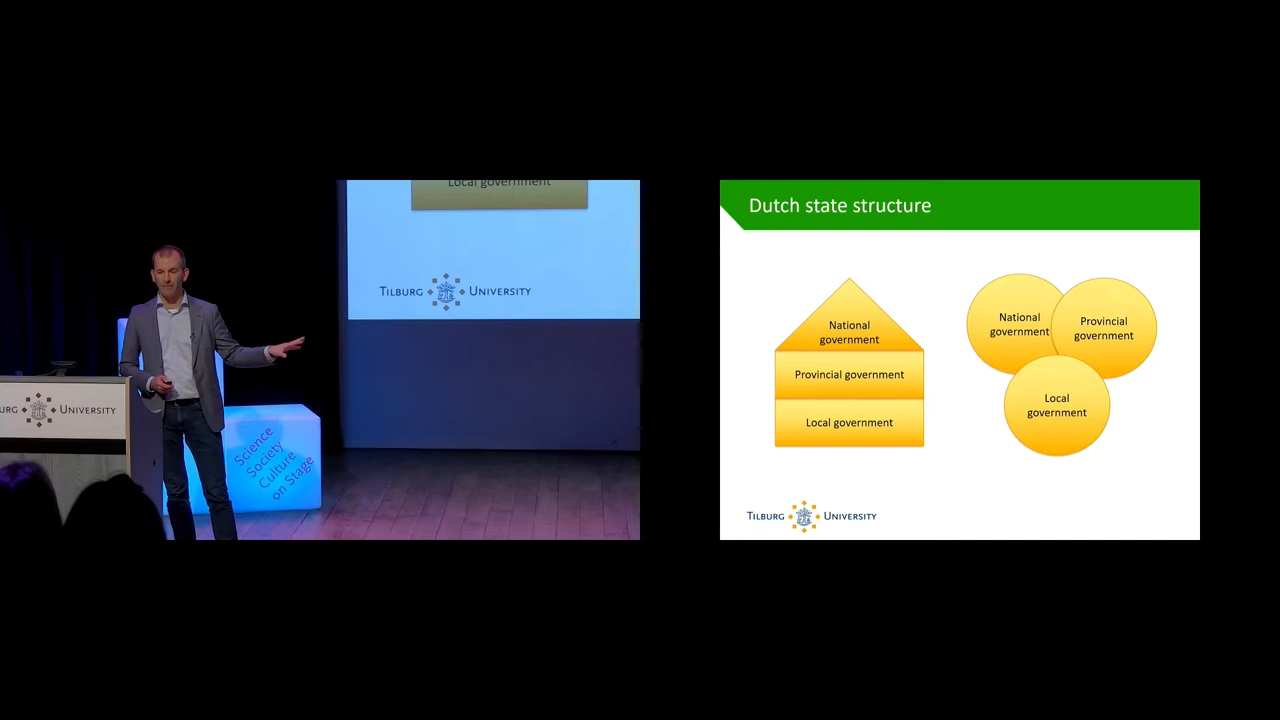 Local government
TILBURG UNIVERSITY
URG UNIVERSITY
Science
Society
Culture
on Stage
Dutch state structure
National
government
Provincial government
Local government
National
government
Provincial
government
Local
government
TILBURG UNIVERSITY